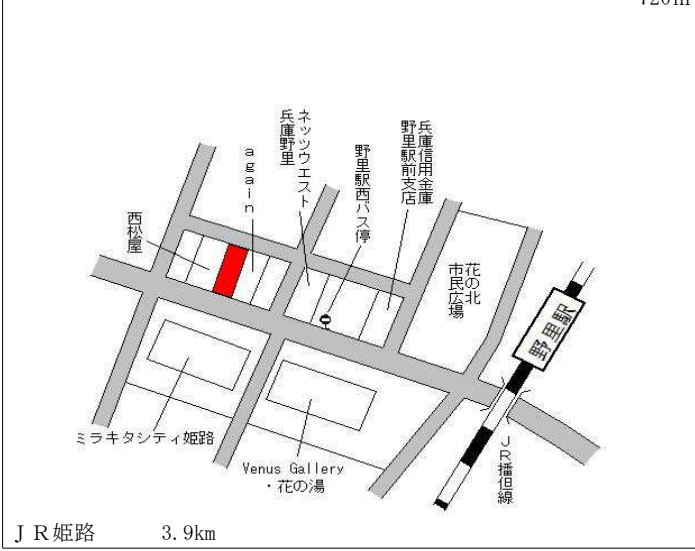 720m
ネッツウエスト
兵庫野里
again
西松屋
野里駅西バス停
兵庫信用金庫
野里駅前支店
花の北
市民広場
野里駅
JR播但線
ミラキタシティ姫路
Venus Gallery
・花の湯
ＪＲ姫路　　3.9km